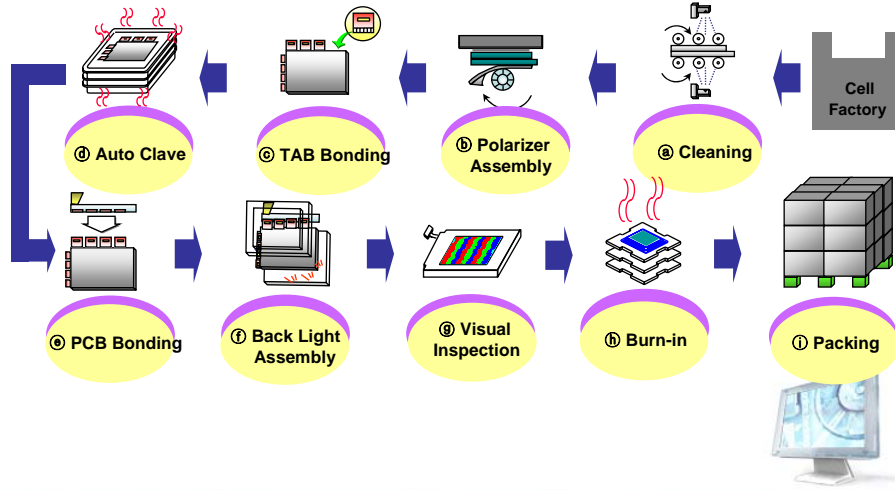 Cell
Factory
ⓐ Cleaning
ⓑ Polarizer
Assembly
ⓒ TAB Bonding
ⓓ Auto Clave
ⓔ PCB Bonding
ⓕ Back Light
Assembly
ⓖ Visual
Inspection
ⓗ Burn-in
ⓘ Packing